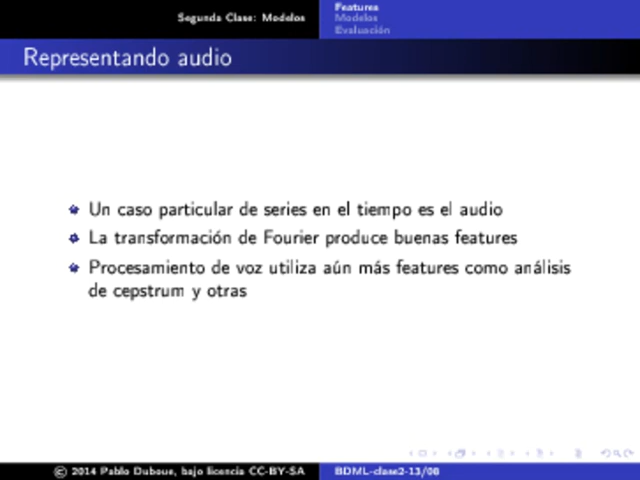 Segunda Clase: Modelos
Features
Modelos
Evaluación
Representando audio
Un caso particular de series en el tiempo es el audio
La transformación de Fourier produce buenas features
Procesamiento de voz utiliza aún más features como análisis
de cepstrum y otras
© 2014 Pablo Duboue, bajo licencia CC-BY-SA
BDML-clase2-13/08